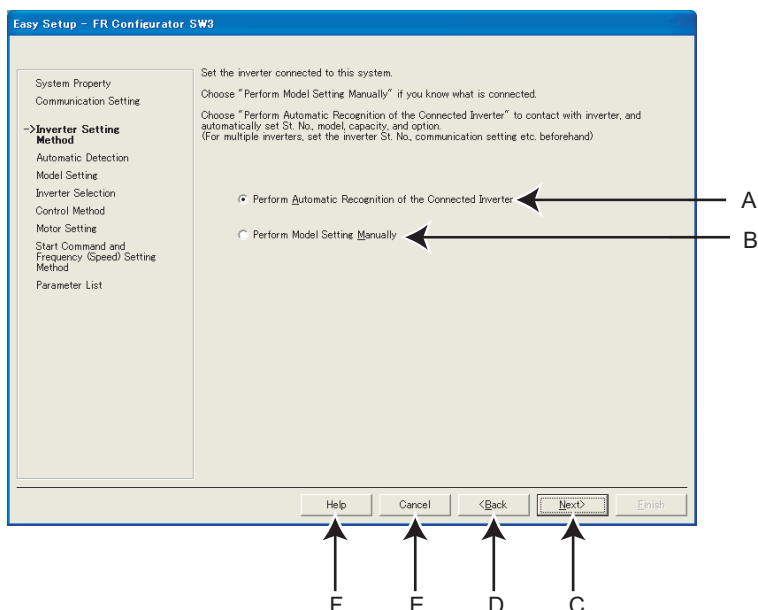 Easy Setup - FR Configurator SW3
System Property
Communication Setting
->Inverter Setting
Method
Automatic Detection
Model Setting
Inverter Selection
Control Method
Motor Setting
Start Command and
Frequency (Speed) Setting
Method
Parameter List
Set the inverter connected to this system.
Choose "Perform Model Setting Manually" if you know what is connected.
Choose "Perform Automatic Recognition of the Connected Inverter" to contact with inverter, and
automatically set St. No., model, capacity, and option.
(For multiple inverters, set the inverter St. No., communication setting etc. beforehand)
Perform Automatic Recognition of the Connected Inverter
A
Perform Model Setting Manually
B
Help
Cancel
<Back
Next>
Finish
F
E
D
C